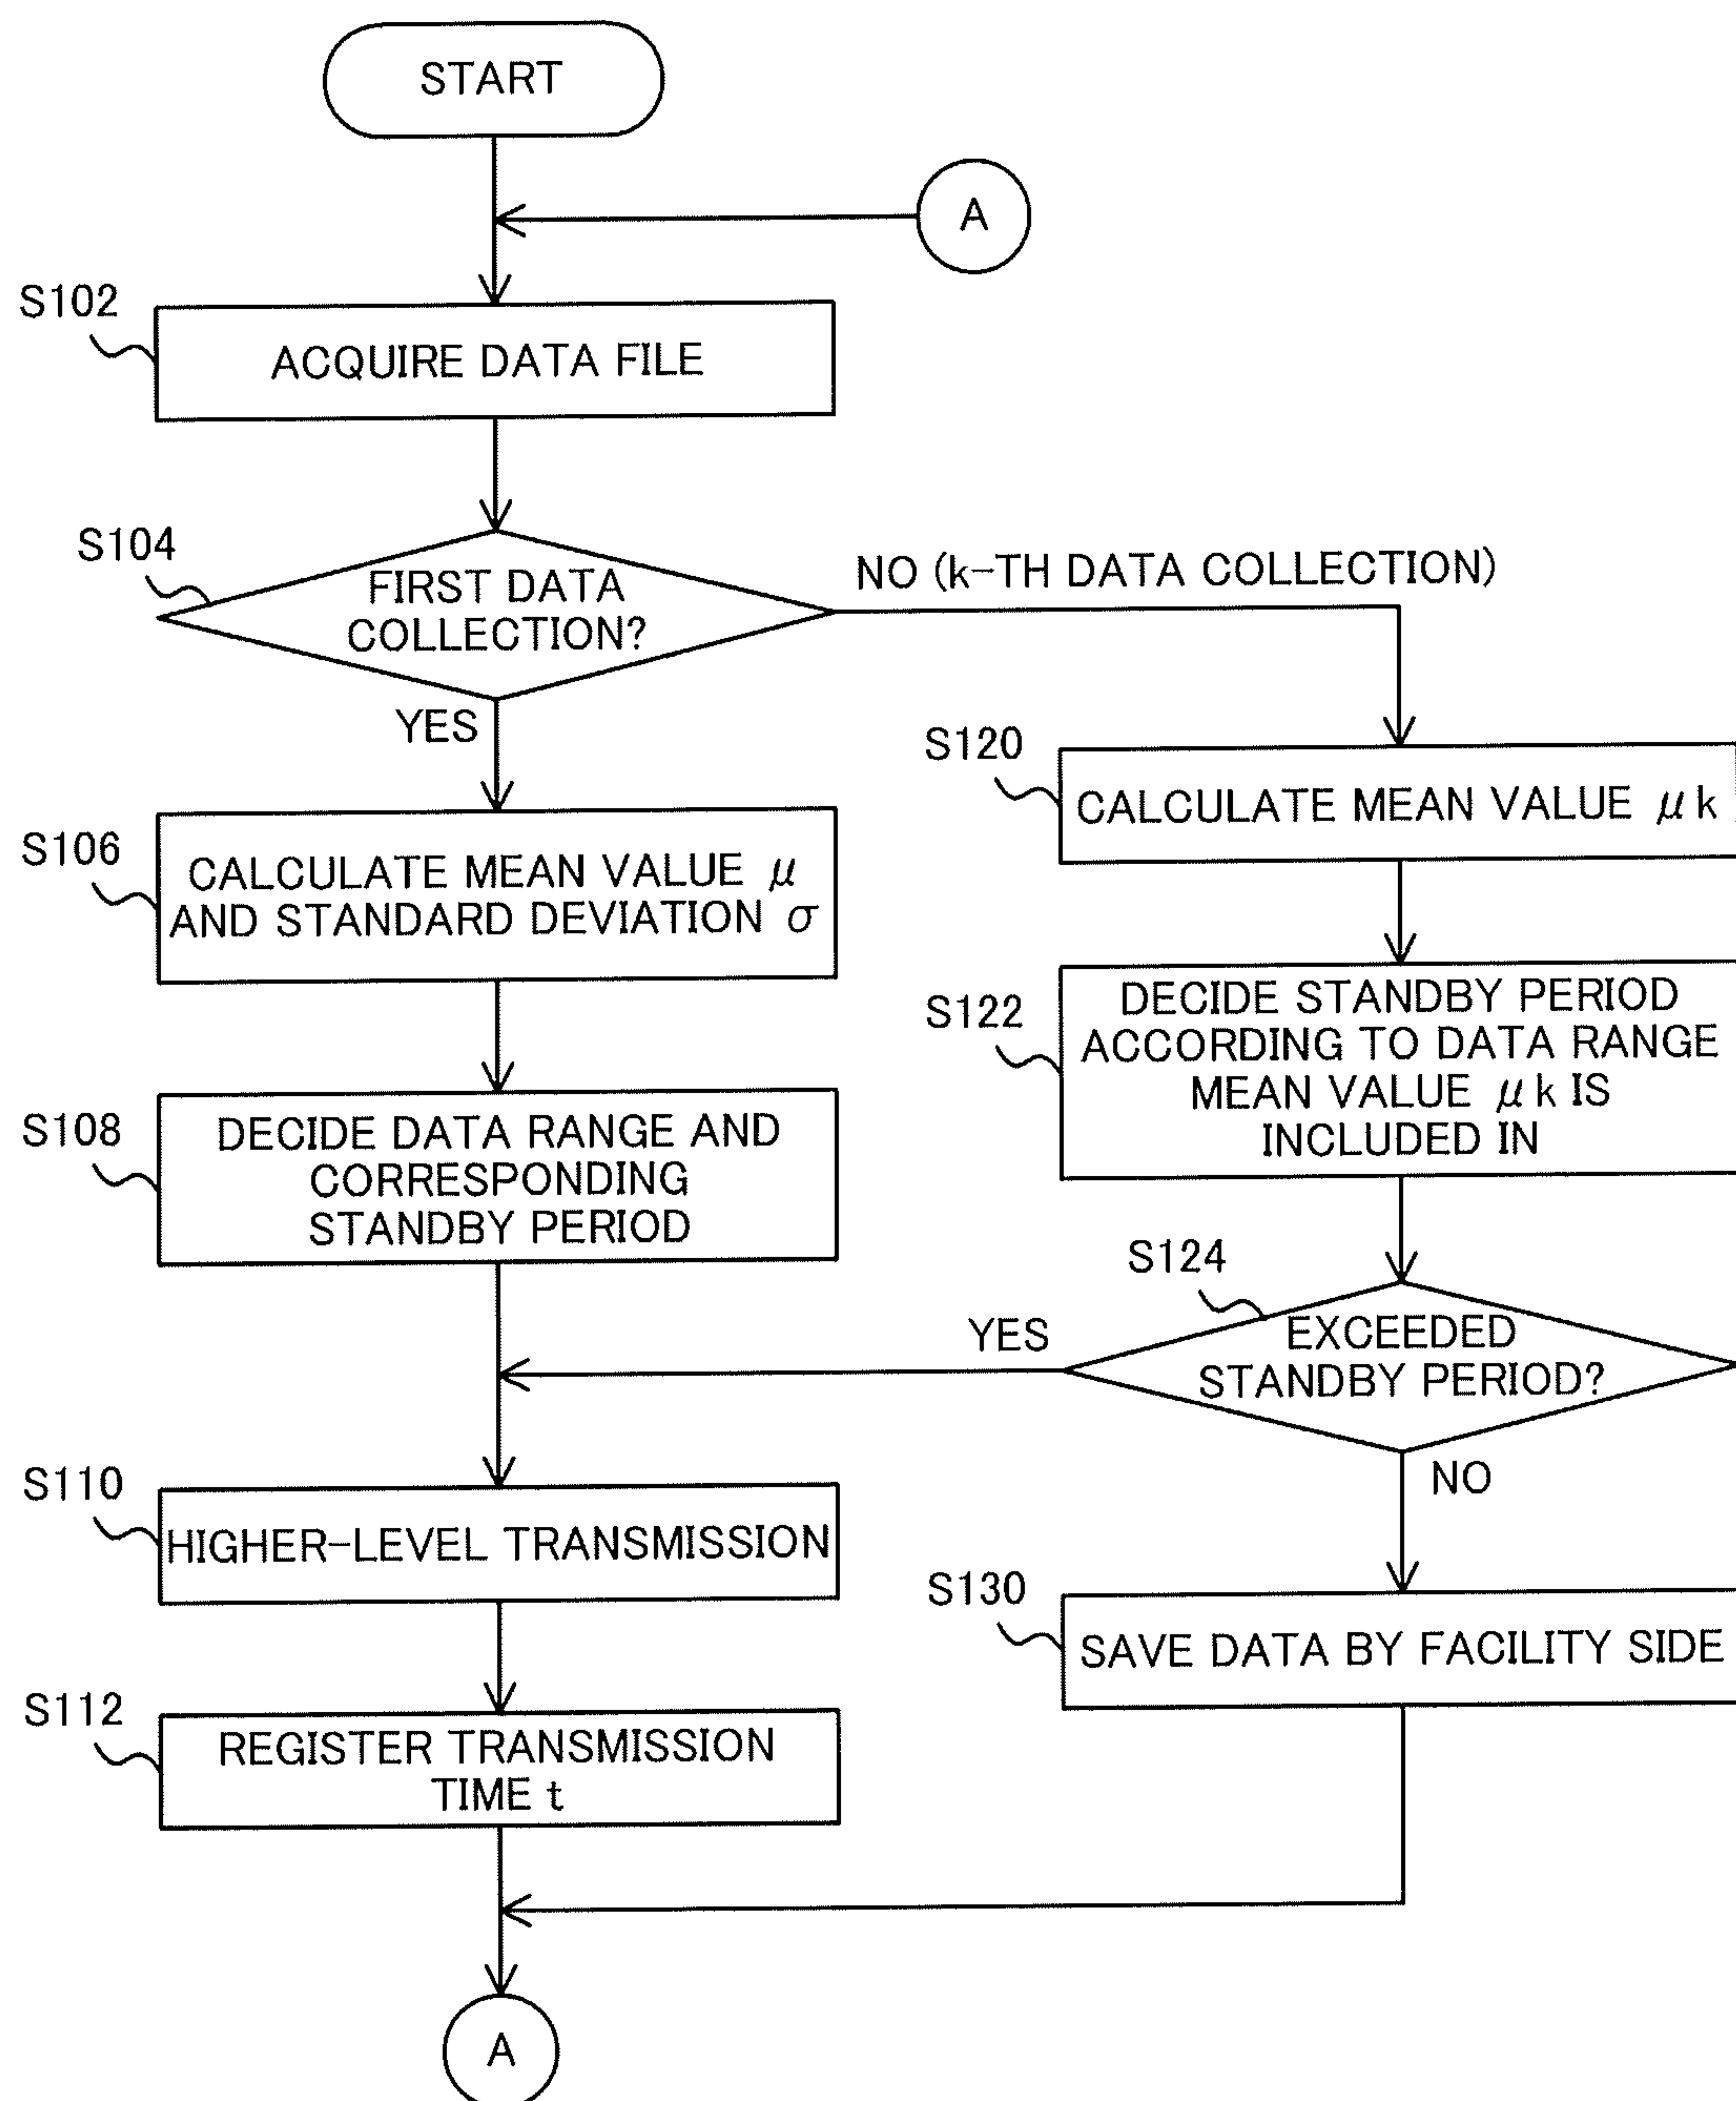 START
A
S102
ACQUIRE DATA FILE
S104
FIRST DATA
COLLECTION?
NO (k-TH DATA COLLECTION)
YES
S106
CALCULATE MEAN VALUE μ
AND STANDARD DEVIATION σ
S108
DECIDE DATA RANGE AND
CORRESPONDING
STANDBY PERIOD
S120
CALCULATE MEAN VALUE μk
S122
DECIDE STANDBY PERIOD
ACCORDING TO DATA RANGE
MEAN VALUE μk IS
INCLUDED IN
S124
EXCEEDED
STANDBY PERIOD?
YES
NO
S110
HIGHER-LEVEL TRANSMISSION
S130
SAVE DATA BY FACILITY SIDE
S112
REGISTER TRANSMISSION
TIME t
A